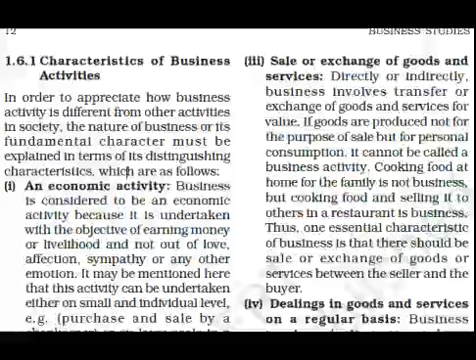 12
BUSINESS STUDIES
1.6.1 Characteristics of Business
Activities
In order to appreciate how business
activity is different from other activities
in society, the nature of business or its
fundamental character must be
explained in terms of its distinguishing
characteristics, which are as follows:
(i) An economic activity: Business
is considered to be an economic
activity because it is undertaken
with the objective of earning money
or livelihood and not out of love,
affection, sympathy or any other
emotion. It may be mentioned here
that this activity can be undertaken
either on small and individual level,
e.g. (purchase and sale by a
(iii) Sale or exchange of goods and
services: Directly or indirectly,
business involves transfer or
exchange of goods and services for
value. If goods are produced not for
the purpose of sale but for personal
consumption. It cannot be called a
business activity. Cooking food at
home for the family is not business,
but cooking food and selling it to
others in a restaurant is business.
Thus, one essential characteristic
of business is that there should be
sale or exchange of goods or
services between the seller and the
buyer.
(iv) Dealings in goods and services
on a regular basis: Business